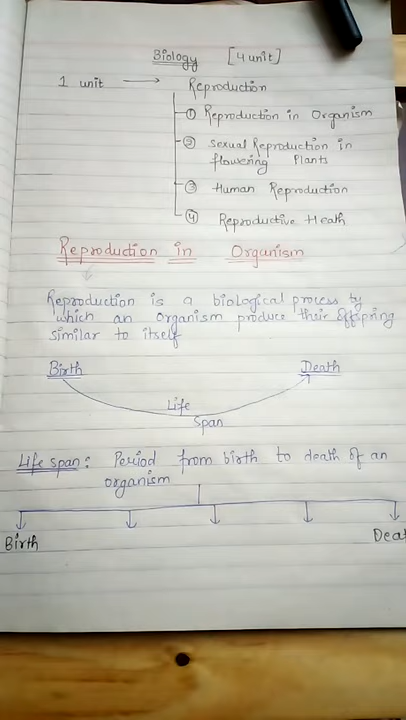 Biology [4 unit]
1 unit → Reproduction
① Reproduction in Organism
② Sexual Reproduction in
flowering Plants
③ Human Reproduction
④ Reproductive Heath
Reproduction in Organism
Reproduction is a biological process by
which an organism produce their offspring
similar to itself
Birth Death
Life
Span
Life span: Period from birth to death of an
organism
Birth Deat